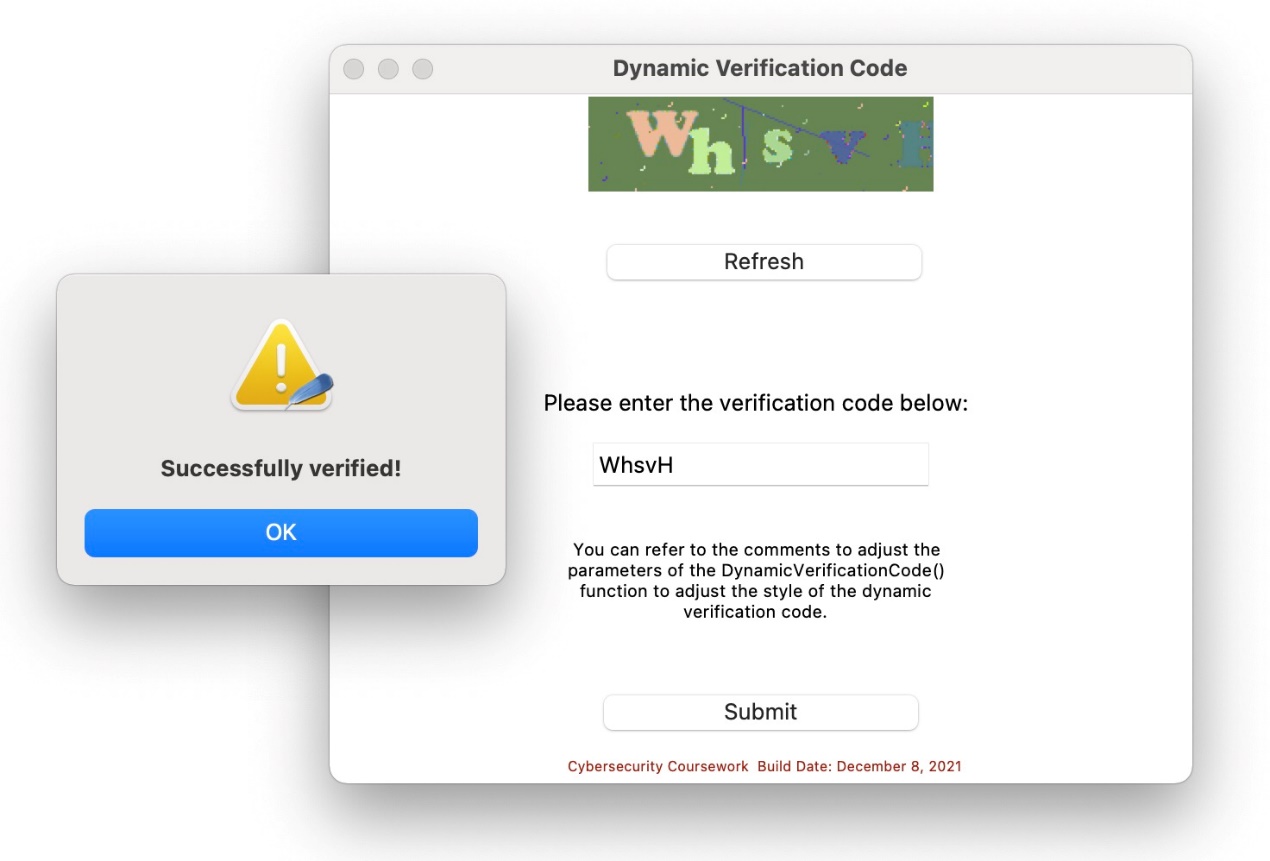 Dynamic Verification Code
Whsv
Refresh
Successfully verified!
OK
Please enter the verification code below:
WhsvH
You can refer to the comments to adjust the
parameters of the DynamicVerificationCode()
function to adjust the style of the dynamic
verification code.
Submit
Cybersecurity Coursework  Build Date: December 8, 2021